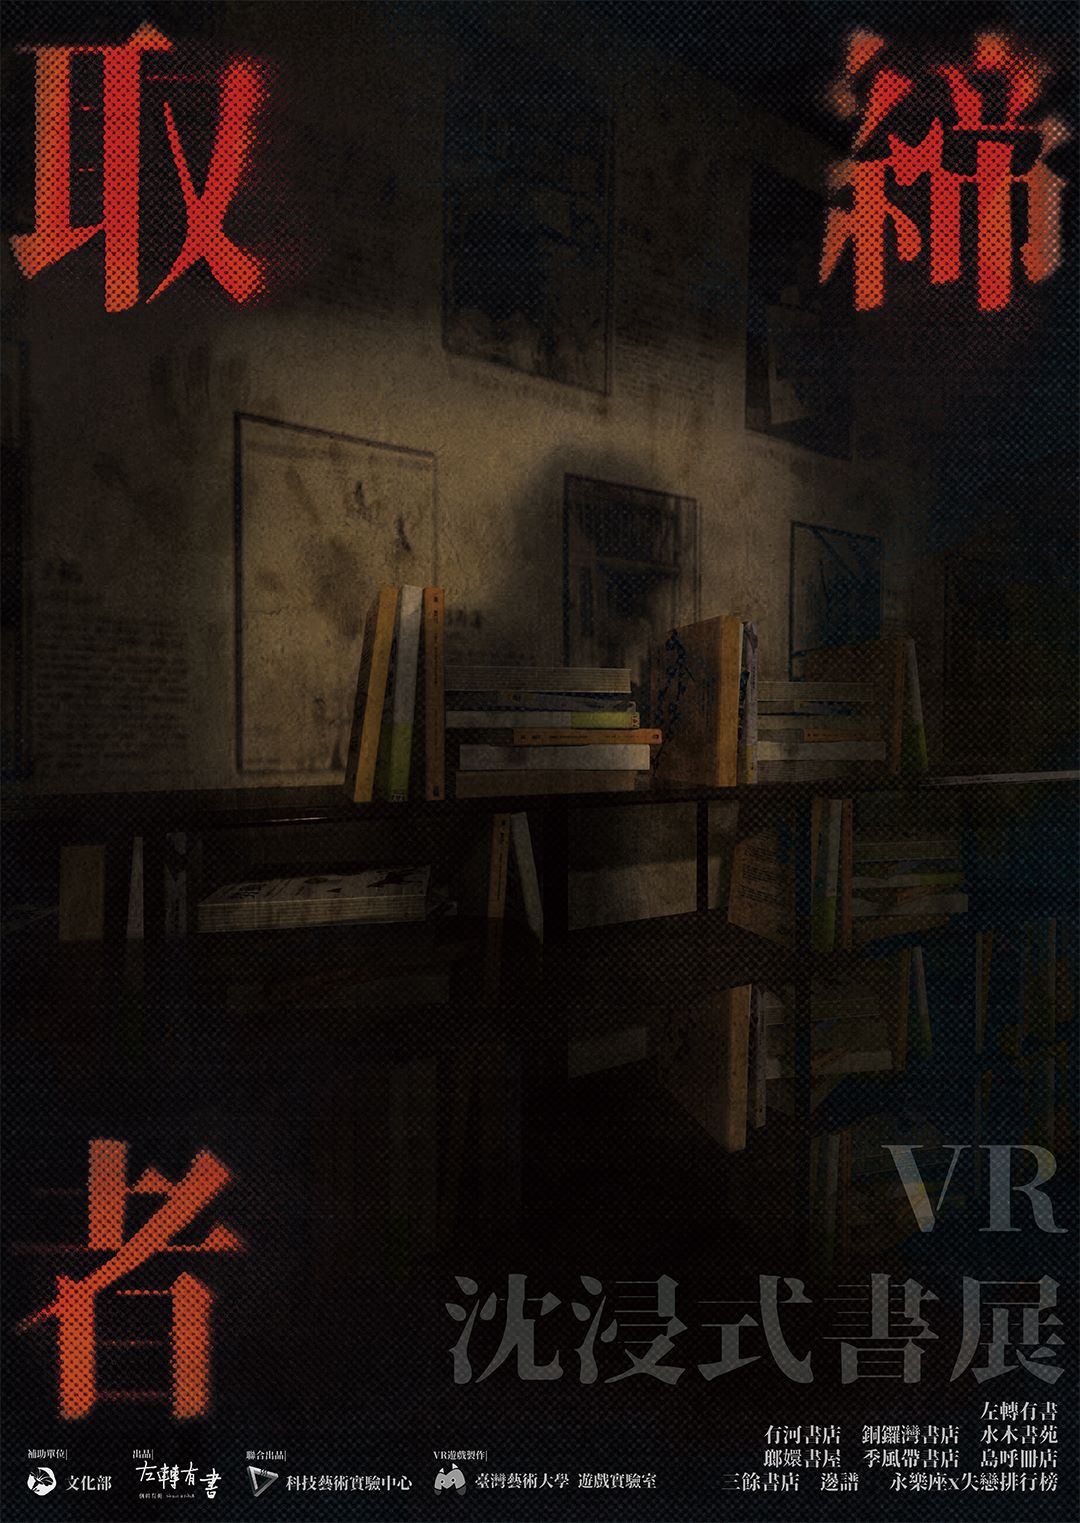 取締
者
VR
沈浸式書展
左轉有書
有河書店 銅鑼灣書店 水木書苑
瑯嬛書屋 季風帶書店 島呼冊店
三餘書店 邊譜 永樂座x失戀排行榜
補助單位|
文化部
出品|
左轉有書
聯合出品|
科技藝術實驗中心
VR遊戲製作|
臺灣藝術大學 遊戲實驗室